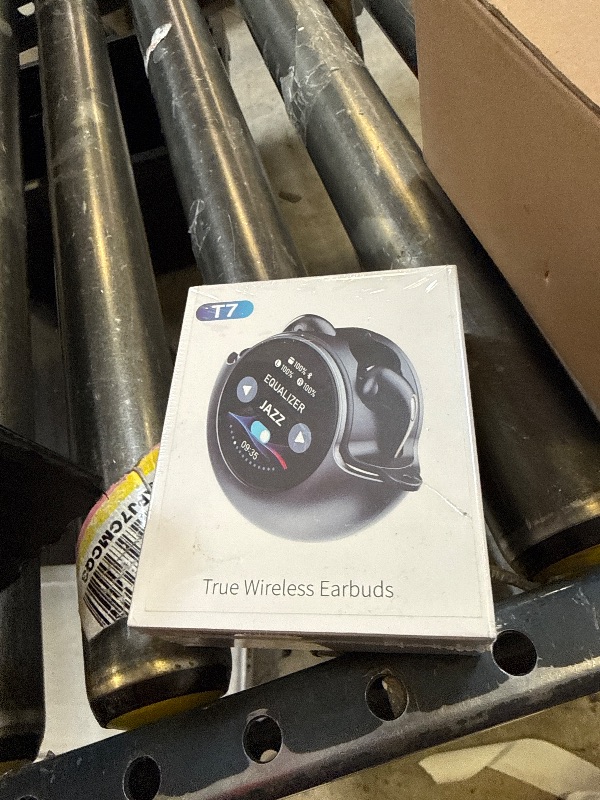 T7
100%
L 100% R 100%
EQUALIZER
JAZZ
09:35
True Wireless Earbuds